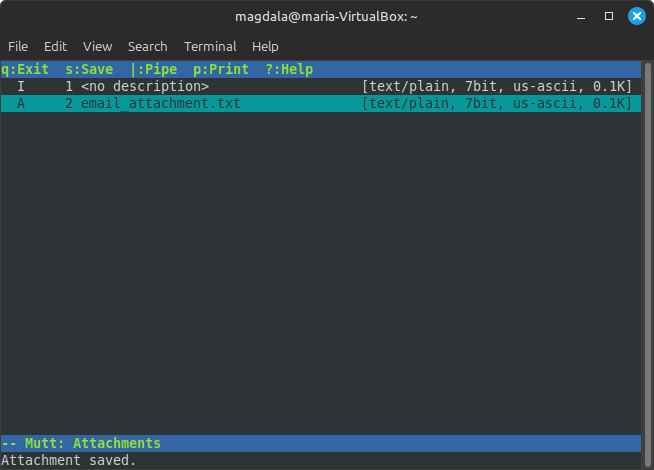 magdala@maria-VirtualBox: ~
File Edit View Search Terminal Help
q:Exit  s:Save  |:Pipe  p:Print  ?:Help
I     1 <no description>                   [text/plain, 7bit, us-ascii, 0.1K]
A     2 email_attachment.txt               [text/plain, 7bit, us-ascii, 0.1K]
-- Mutt: Attachments
Attachment saved.